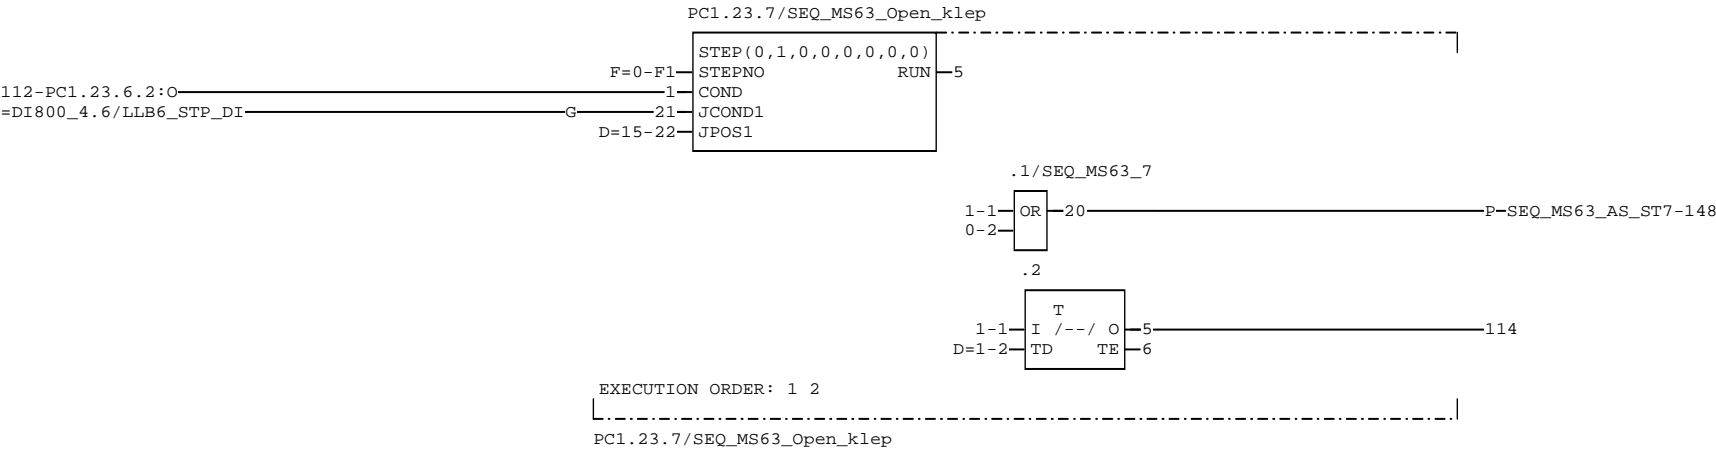 PC1.23.7/SEQ_MS63_Open_klep
STEP(0,1,0,0,0,0,0,0)
F=0-F1 STEPNO RUN 5
112-PC1.23.6.2:O 1 COND
=DI800_4.6/LLB6_STP_DI G 21 JCOND1
D=15-22 JPOS1
.1/SEQ_MS63_7
1-1 OR 20 P-SEQ_MS63_AS_ST7-148
0-2
.2
T
1-1 I /--/ O 5 114
D=1-2 TD TE 6
EXECUTION ORDER: 1 2
PC1.23.7/SEQ_MS63_Open_klep